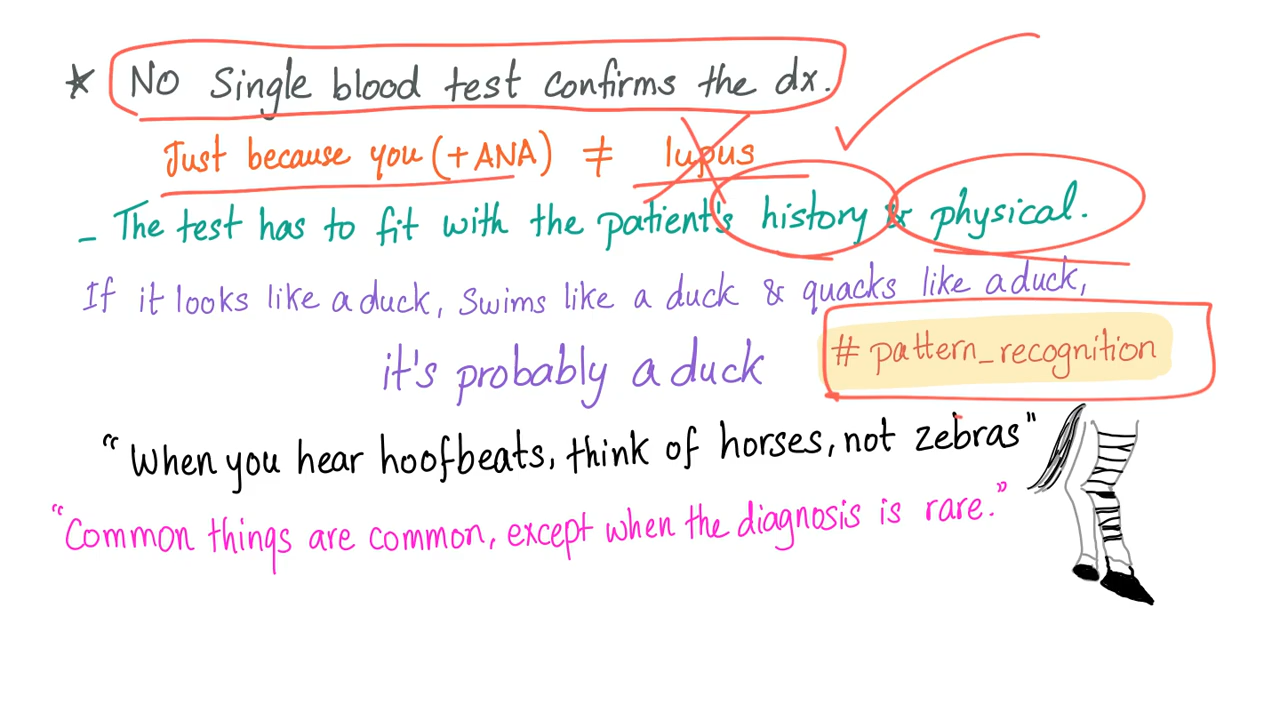 * No Single blood test confirms the dx.
Just because you (+ANA) ≠ lupus
- The test has to fit with the patient's history & physical.
If it looks like a duck, Swims like a duck & quacks like a duck,
it's probably a duck
# pattern_recognition
"When you hear hoofbeats, think of horses, not zebras"
"Common things are common, except when the diagnosis is rare."